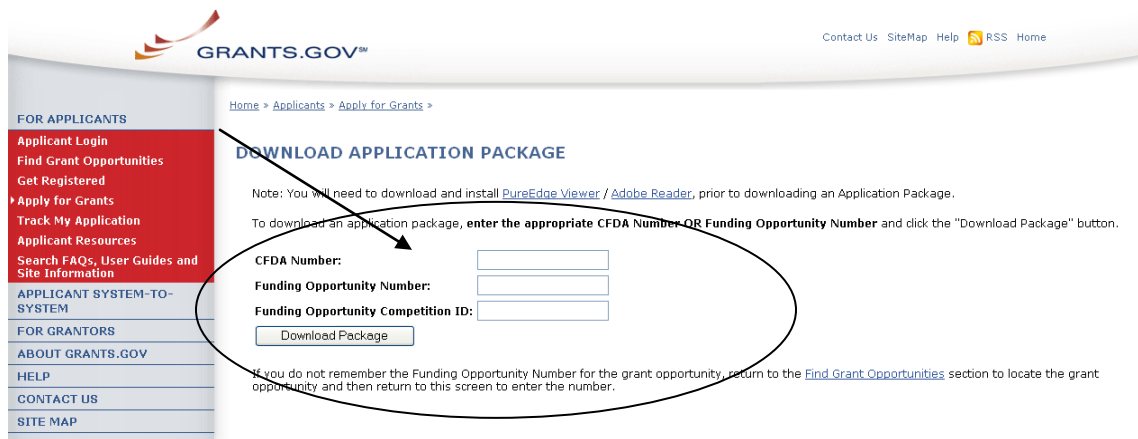 GRANTS.GOV℠
Contact Us SiteMap Help RSS Home
Home » Applicants » Apply for Grants »
FOR APPLICANTS
Applicant Login
Find Grant Opportunities
Get Registered
Apply for Grants
Track My Application
Applicant Resources
Search FAQs, User Guides and
Site Information
APPLICANT SYSTEM-TO-
SYSTEM
FOR GRANTORS
ABOUT GRANTS.GOV
HELP
CONTACT US
SITE MAP
DOWNLOAD APPLICATION PACKAGE
Note: You will need to download and install PureEdge Viewer / Adobe Reader, prior to downloading an Application Package.
To download an application package, enter the appropriate CFDA Number OR Funding Opportunity Number and click the "Download Package" button.
CFDA Number:
Funding Opportunity Number:
Funding Opportunity Competition ID:
Download Package
If you do not remember the Funding Opportunity Number for the grant opportunity, return to the Find Grant Opportunities section to locate the grant
opportunity and then return to this screen to enter the number.